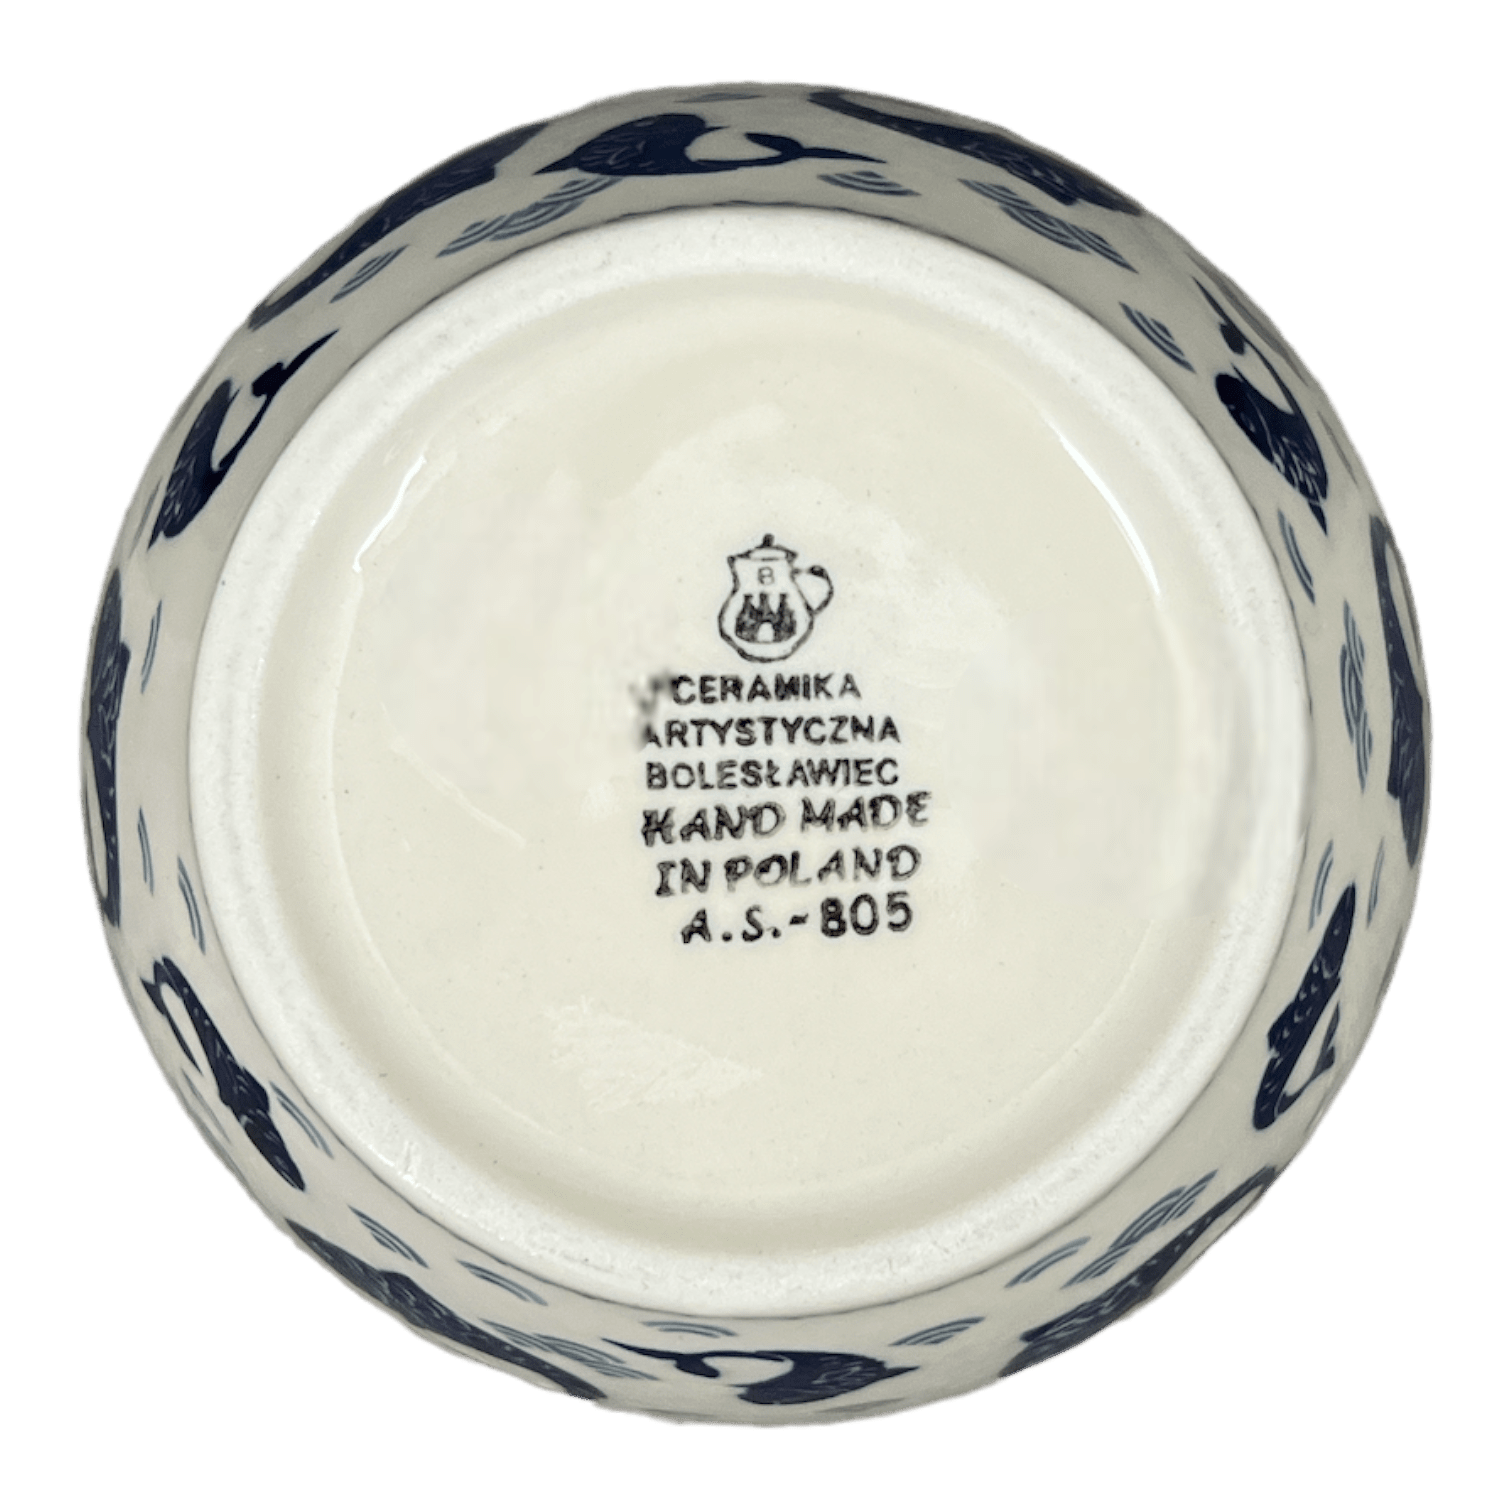 B
CERAMIKA
ARTYSTYCZNA
BOLESŁAWIEC
HAND MADE
IN POLAND
A.S.-805